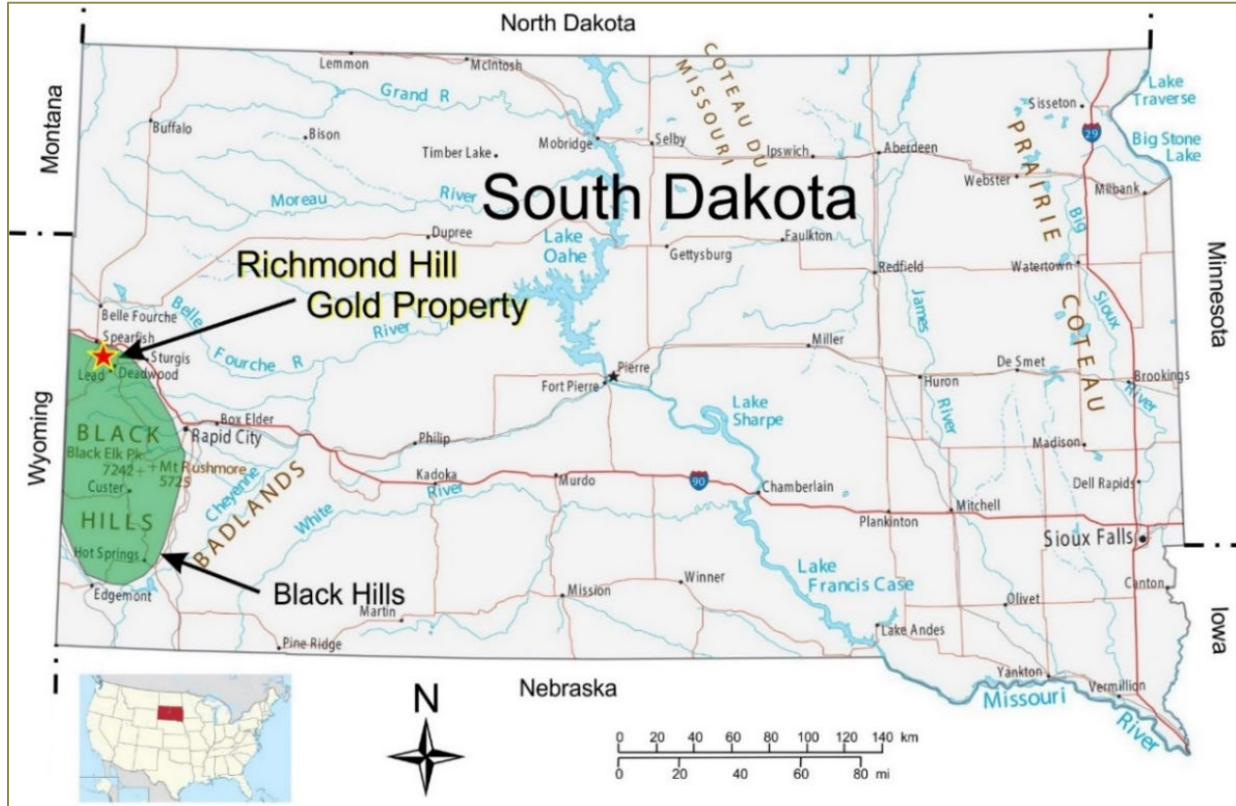 North Dakota
Lemmon
McIntosh
COTEAU DU
MISSOURI
Lake
Traverse
Grand R
Sisseton
Montana
Buffalo
Bison
Mobridge
Selby
29
Big Stone
Lake
Timber Lake
Ipswich
Aberdeen
PRAIRIE
Webster
Milbank
South Dakota
Moreau
River
Big
Dupree
Lake
Oahe
Faulkton
Gettysburg
Minnesota
Richmond Hill
Gold Property
Redfield
Watertown
Belle Fourche
Belle
Fourche R
River
James
River
COTEAU
Sioux
River
Spearfish
Sturgis
Lead
Deadwood
Miller
De Smet
Pierre
Fort Pierre
Huron
Brookings
Wyoming
Box Elder
Lake
Sharpe
BLACK
Rapid City
Philip
Madison
Black Elk Pk
7242
Mt Rushmore
5725
Kadoka
Murdo
90
Dell Rapids
Custer
Cheyenne
River
Chamberlain
HILLS
BADLANDS
White
Plankinton
Mitchell
Sioux Falls
Hot Springs
Black Hills
Lake
Francis Case
Edgemont
Mission
Winner
Canton
Martin
Olivet
Iowa
Pine Ridge
Lake Andes
Yankton
Vermillion
Nebraska
Missouri
River
N
0 20 40 60 80 100 120 140 km
0 20 40 60 80 mi